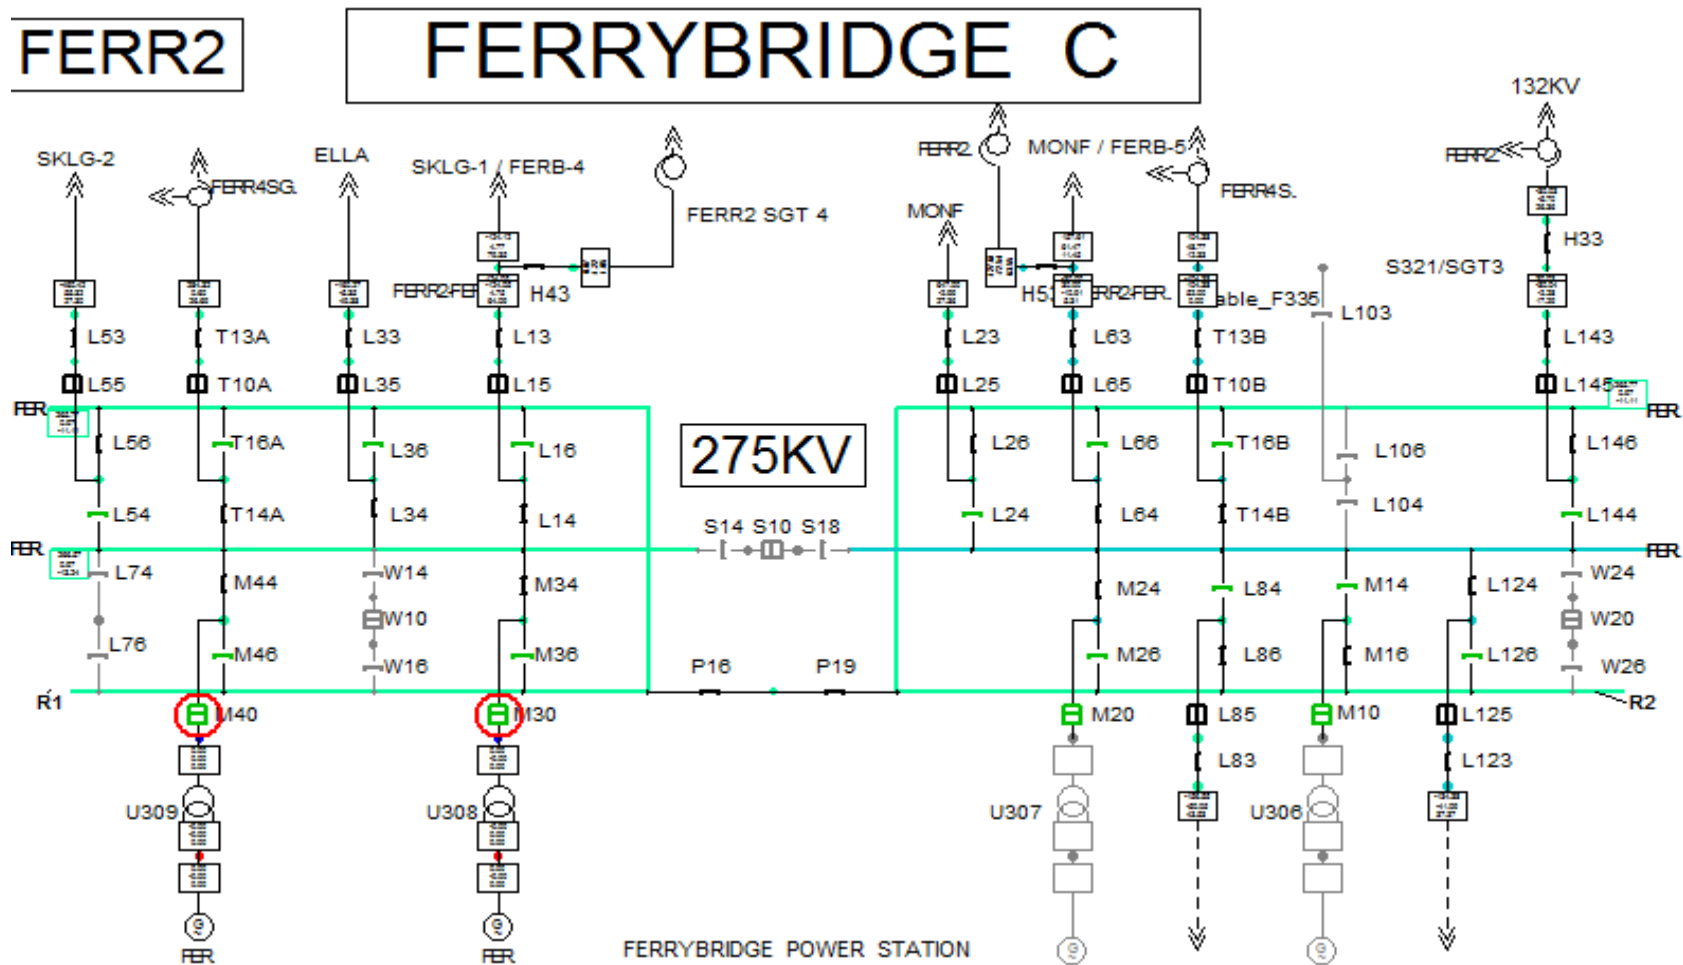 FERR2
FERRYBRIDGE C
132KV
SKLG-2
FERR4SG.
ELLA
SKLG-1 / FERB-4
FERR2 SGT 4
FERR2
MONF / FERB-5
FERR4S.
MONF
FERR2
H33
S321/SGT3
H43
able_F335
L103
L53
T13A
L33
L13
L23
L63
T13B
L143
L55
T10A
L35
L15
L25
L65
T10B
L145
FER.
FER.
L56
T16A
L36
L16
275KV
L26
L66
T16B
L106
L146
L54
T14A
L34
L14
S14 S10 S18
L24
L64
T14B
L104
L144
FER.
FER.
L74
M44
W14
M34
M24
L84
M14
L124
W24
W10
W20
L76
M46
W16
M36
P16
P19
M26
L86
M16
L126
W26
R1
R2
M40
M30
M20
L85
M10
L125
L83
L123
U309
U308
U307
U306
G
G
G
G
FER
FER
FERRYBRIDGE POWER STATION